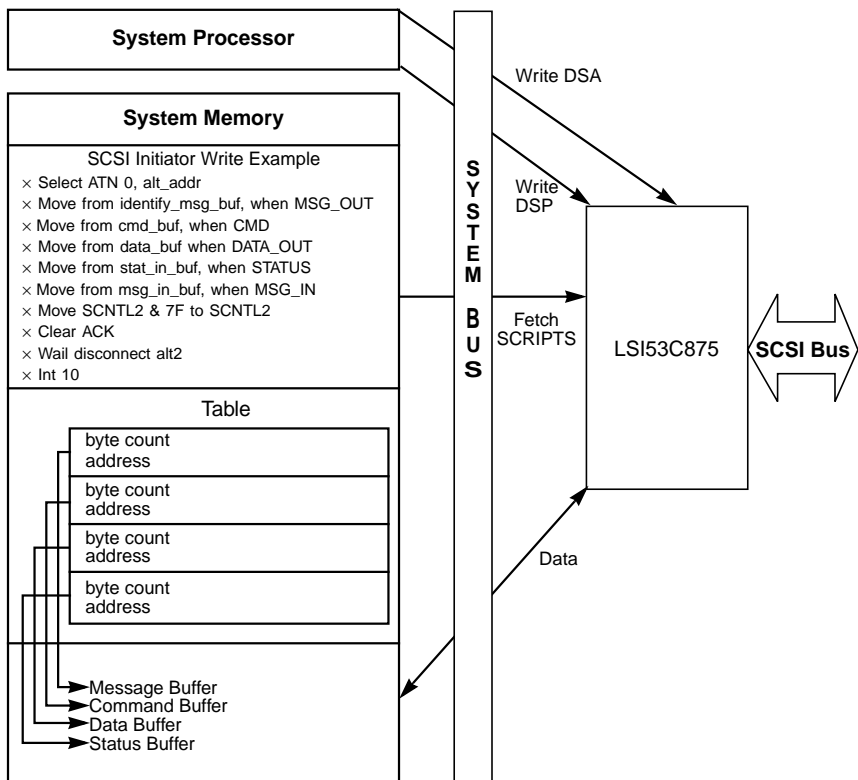 System Processor
System Memory
SCSI Initiator Write Example
× Select ATN 0, alt_addr
× Move from identify_msg_buf, when MSG_OUT
× Move from cmd_buf, when CMD
× Move from data_buf when DATA_OUT
× Move from stat_in_buf, when STATUS
× Move from msg_in_buf, when MSG_IN
× Move SCNTL2 & 7F to SCNTL2
× Clear ACK
× Wail disconnect alt2
× Int 10
Table
byte count
address
byte count
address
byte count
address
byte count
address
Message Buffer
Command Buffer
Data Buffer
Status Buffer
SYSTEM BUS
Write DSA
Write
DSP
Fetch
SCRIPTS
Data
LSI53C875
SCSI Bus